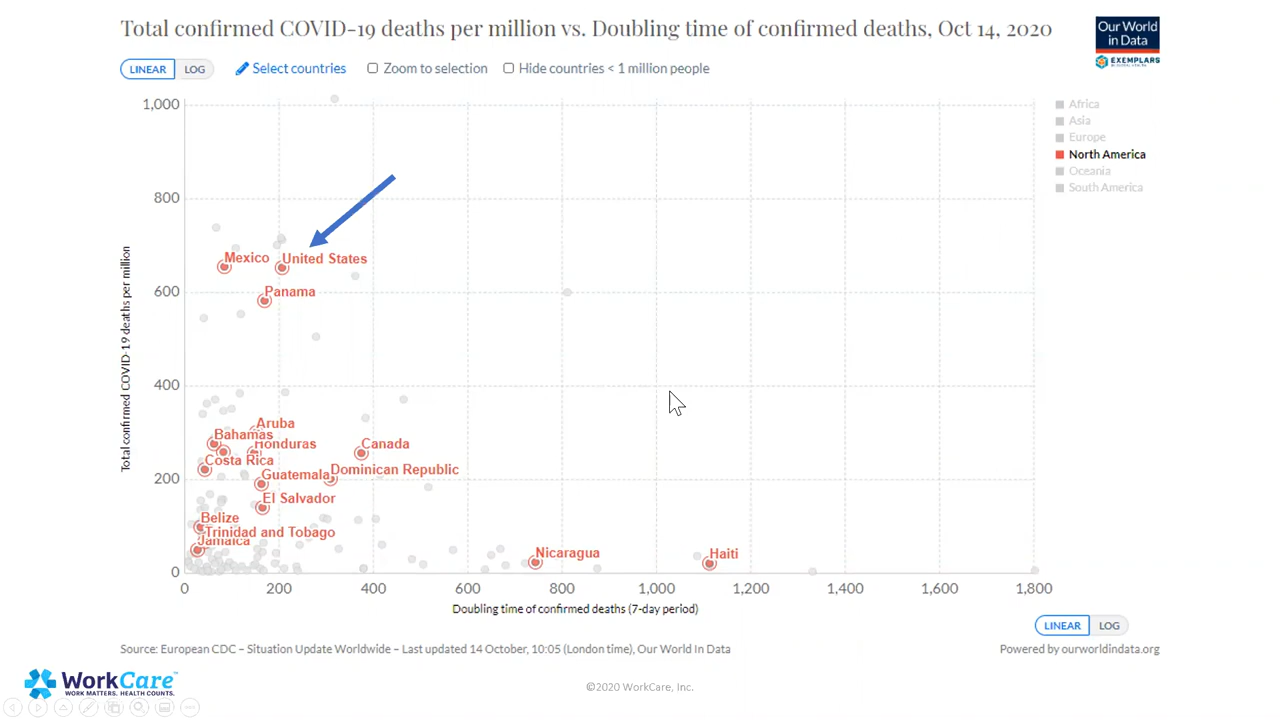 Total confirmed COVID-19 deaths per million vs. Doubling time of confirmed deaths, Oct 14, 2020
Our World
in Data
EXEMPLARS
LINEAR LOG
Select countries
Zoom to selection
Hide countries < 1 million people
Africa
Asia
Europe
North America
Oceania
South America
Total confirmed COVID-19 deaths per million
1,000
800
600
400
200
0
Mexico
United States
Panama
Aruba
Bahamas
Honduras
Canada
Costa Rica
Dominican Republic
Guatemala
El Salvador
Belize
Trinidad and Tobago
Jamaica
Nicaragua
Haiti
0 200 400 600 800 1,000 1,200 1,400 1,600 1,800
Doubling time of confirmed deaths (7-day period)
LINEAR LOG
Source: European CDC – Situation Update Worldwide – Last updated 14 October, 10:05 (London time), Our World In Data
Powered by ourworldindata.org
WorkCare™
WORK MATTERS. HEALTH COUNTS.
©2020 WorkCare, Inc.